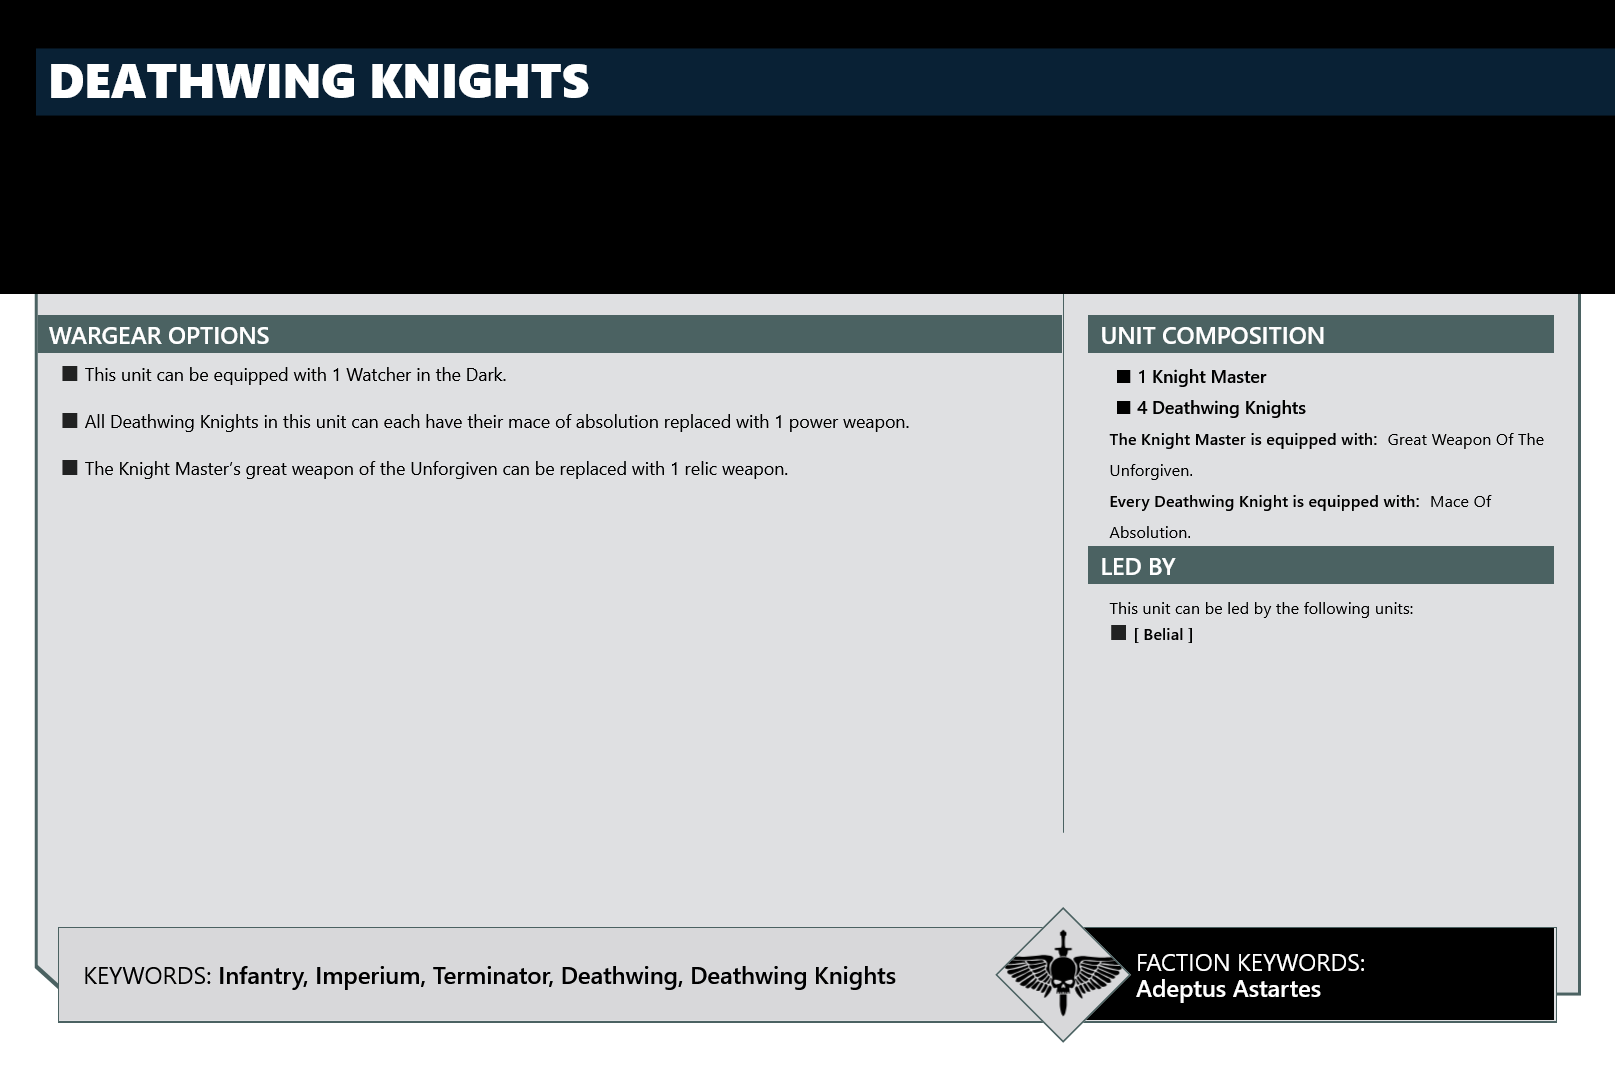 DEATHWING KNIGHTS
WARGEAR OPTIONS
This unit can be equipped with 1 Watcher in the Dark.
All Deathwing Knights in this unit can each have their mace of absolution replaced with 1 power weapon.
The Knight Master’s great weapon of the Unforgiven can be replaced with 1 relic weapon.
UNIT COMPOSITION
1 Knight Master
4 Deathwing Knights
The Knight Master is equipped with: Great Weapon Of The
Unforgiven.
Every Deathwing Knight is equipped with: Mace Of
Absolution.
LED BY
This unit can be led by the following units:
[ Belial ]
KEYWORDS: Infantry, Imperium, Terminator, Deathwing, Deathwing Knights
FACTION KEYWORDS:
Adeptus Astartes